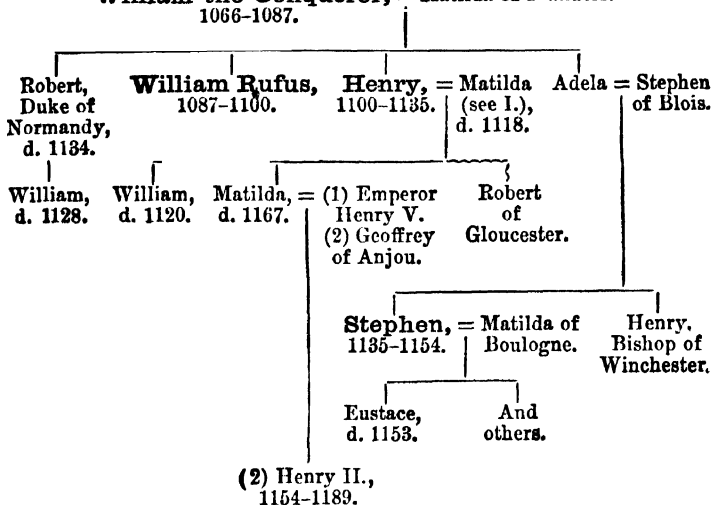 1066–1087.
Robert,
Duke of
Normandy,
d. 1134.
William Rufus,
1087–1100.
Henry, = Matilda
1100–1135. (see I.),
d. 1118.
Adela = Stephen
of Blois.
William,
d. 1128.
William,
d. 1120.
Matilda, = (1) Emperor
d. 1167. Henry V.
(2) Geoffrey
of Anjou.
Robert
of
Gloucester.
Stephen, = Matilda of
1135–1154. Boulogne.
Henry,
Bishop of
Winchester.
Eustace,
d. 1153.
And
others.
(2) Henry II.,
1154–1189.